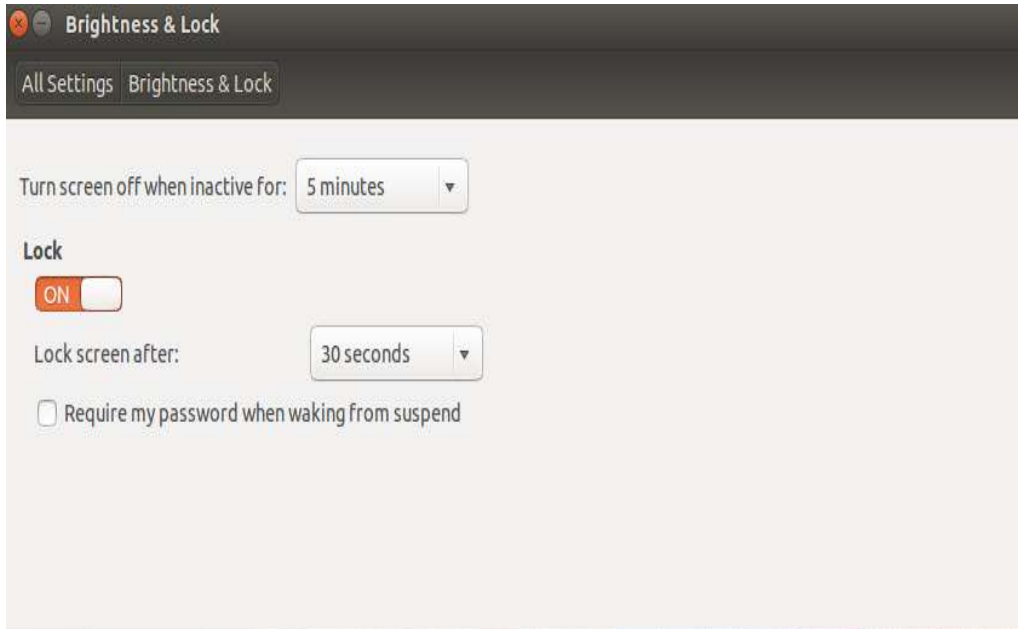 Brightness & Lock
All Settings Brightness & Lock
Turn screen off when inactive for: 5 minutes
Lock
ON
Lock screen after: 30 seconds
Require my password when waking from suspend